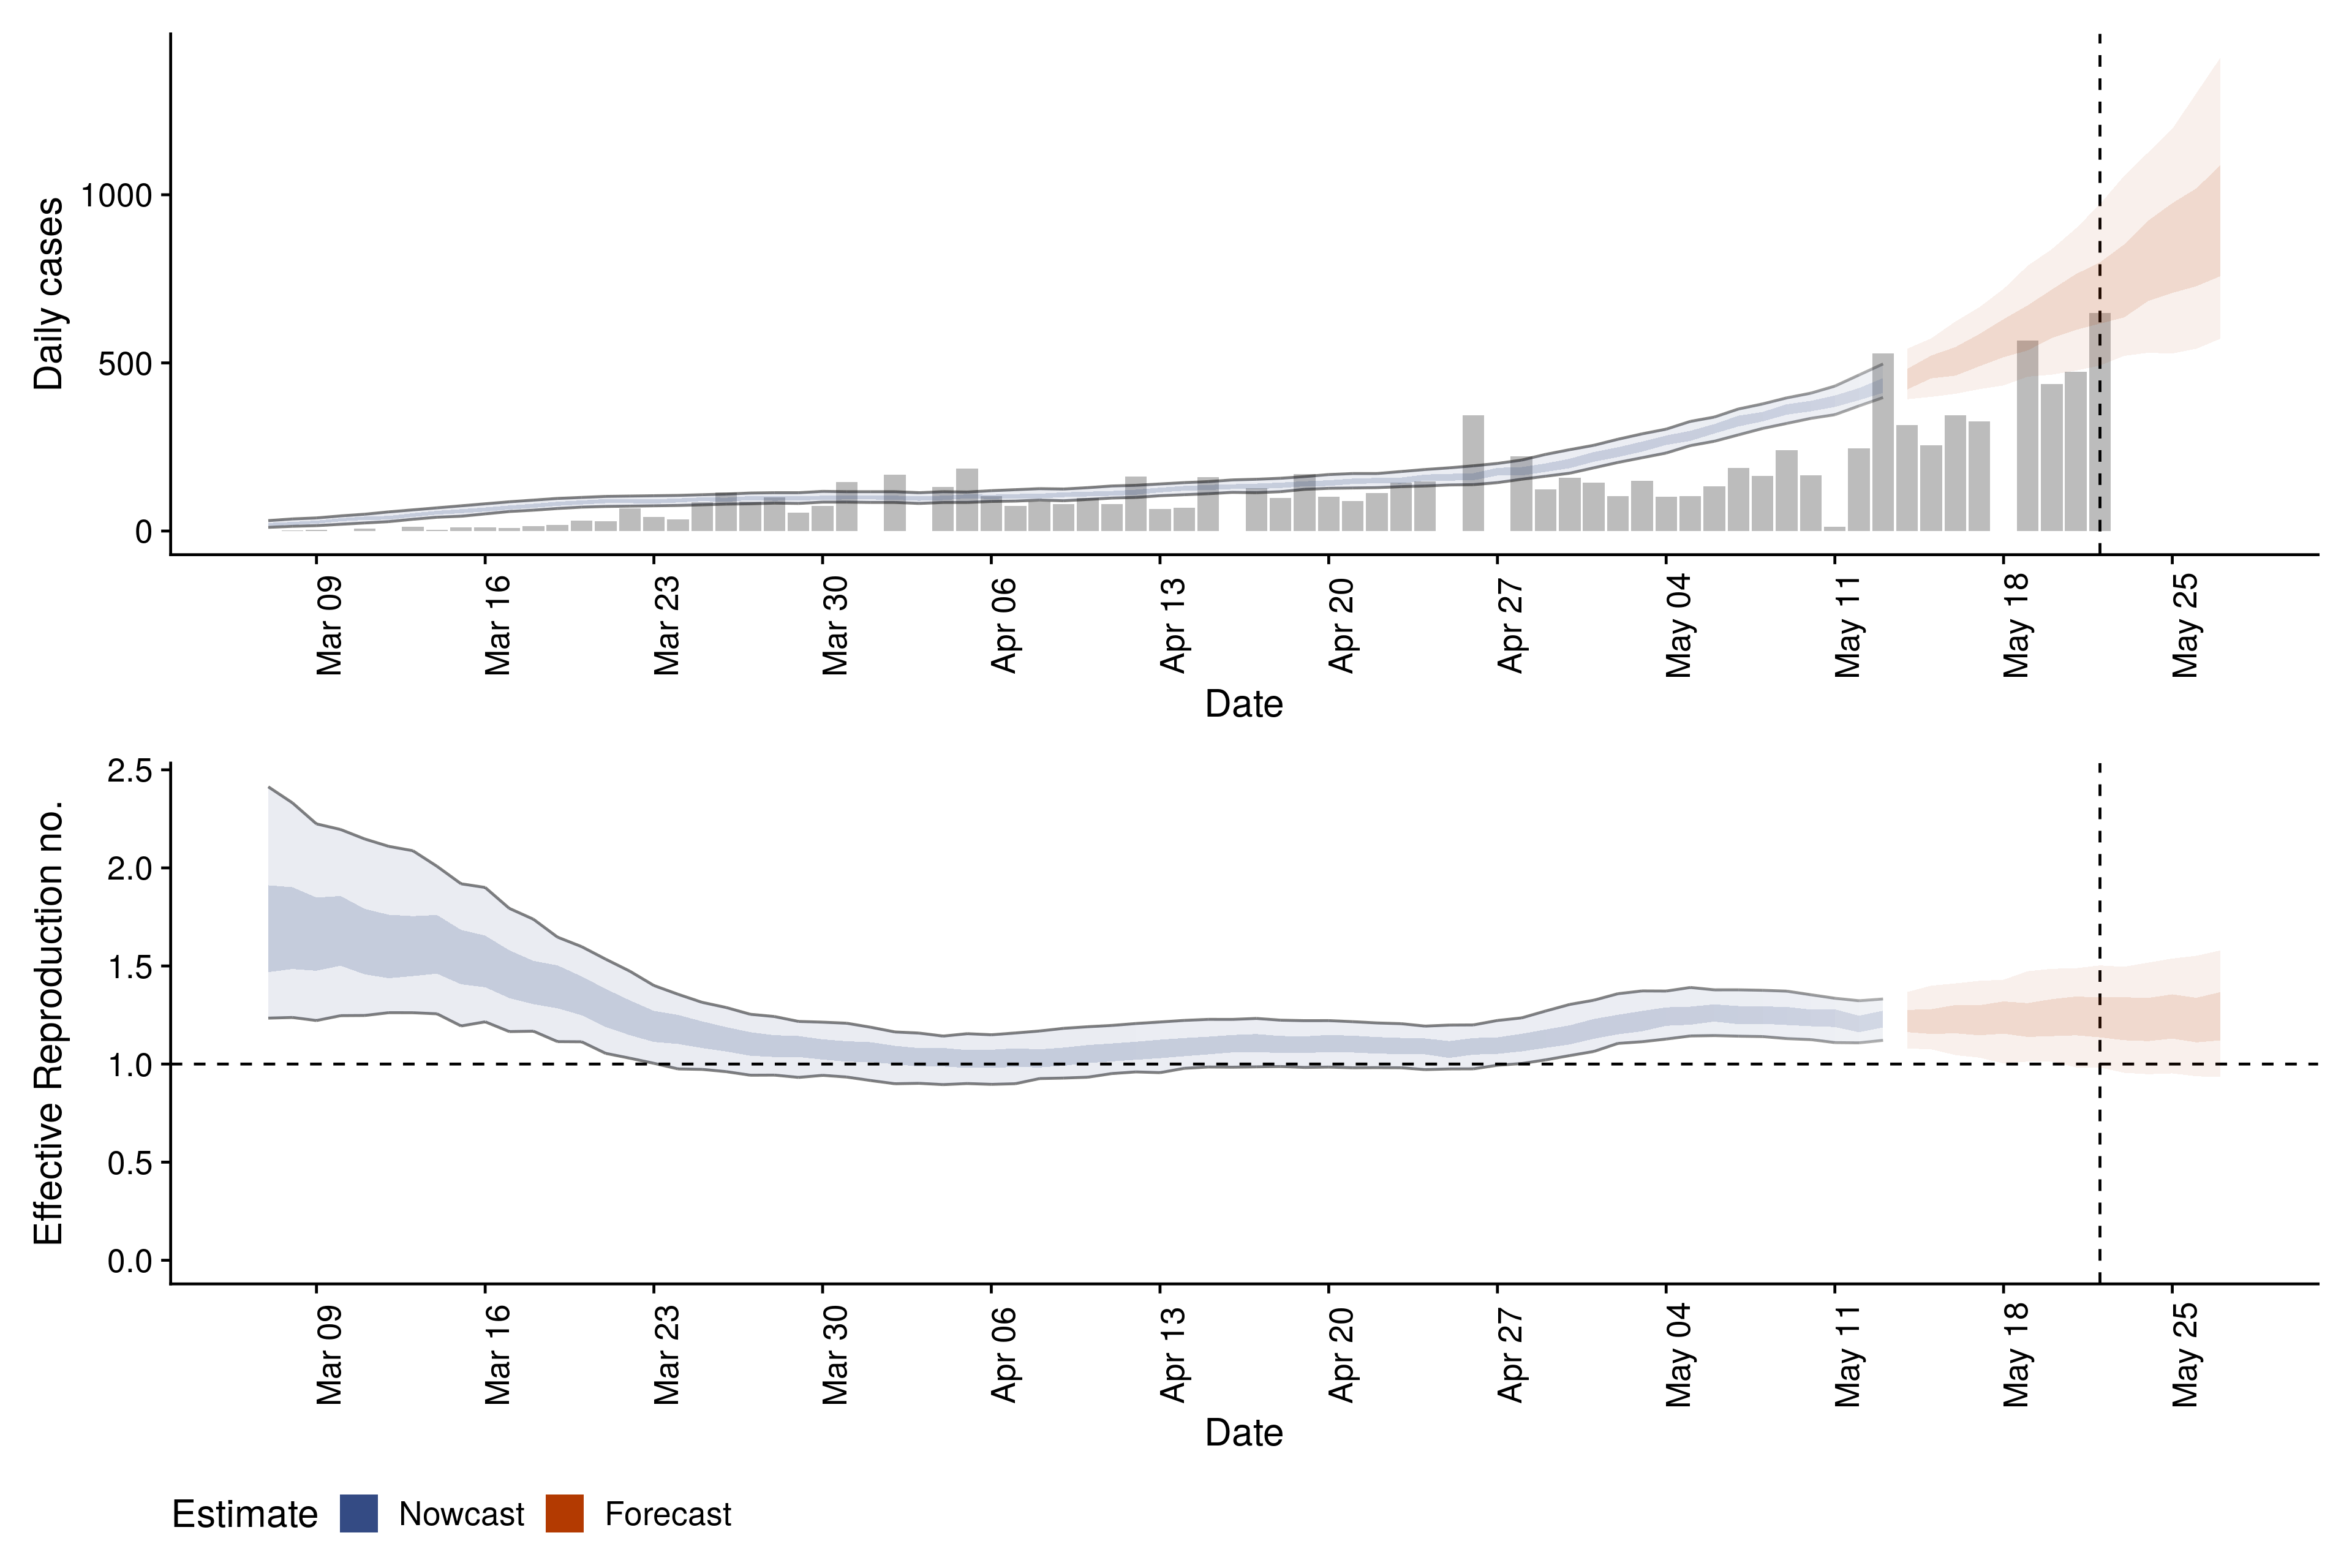 Daily cases
1000
500
0
Mar 09 Mar 16 Mar 23 Mar 30 Apr 06 Apr 13 Apr 20 Apr 27 May 04 May 11 May 18 May 25
Date
Effective Reproduction no.
2.5
2.0
1.5
1.0
0.5
0.0
Mar 09 Mar 16 Mar 23 Mar 30 Apr 06 Apr 13 Apr 20 Apr 27 May 04 May 11 May 18 May 25
Date
Estimate Nowcast Forecast